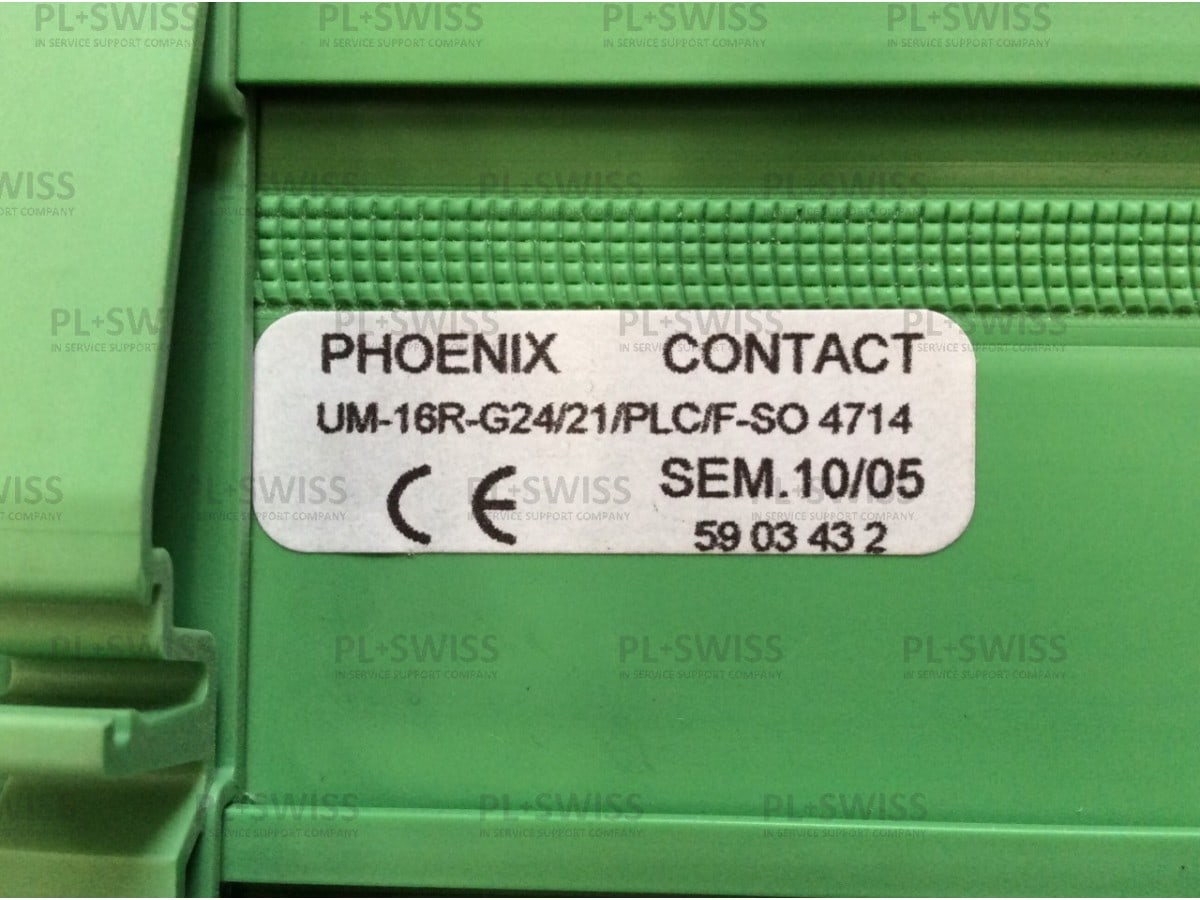 PHOENIX CONTACT
UM-16R-G24/21/PLC/F-SO 4714
CE SEM.10/05
59 03 43 2
PL+SWISS
IN SERVICE SUPPORT COMPANY